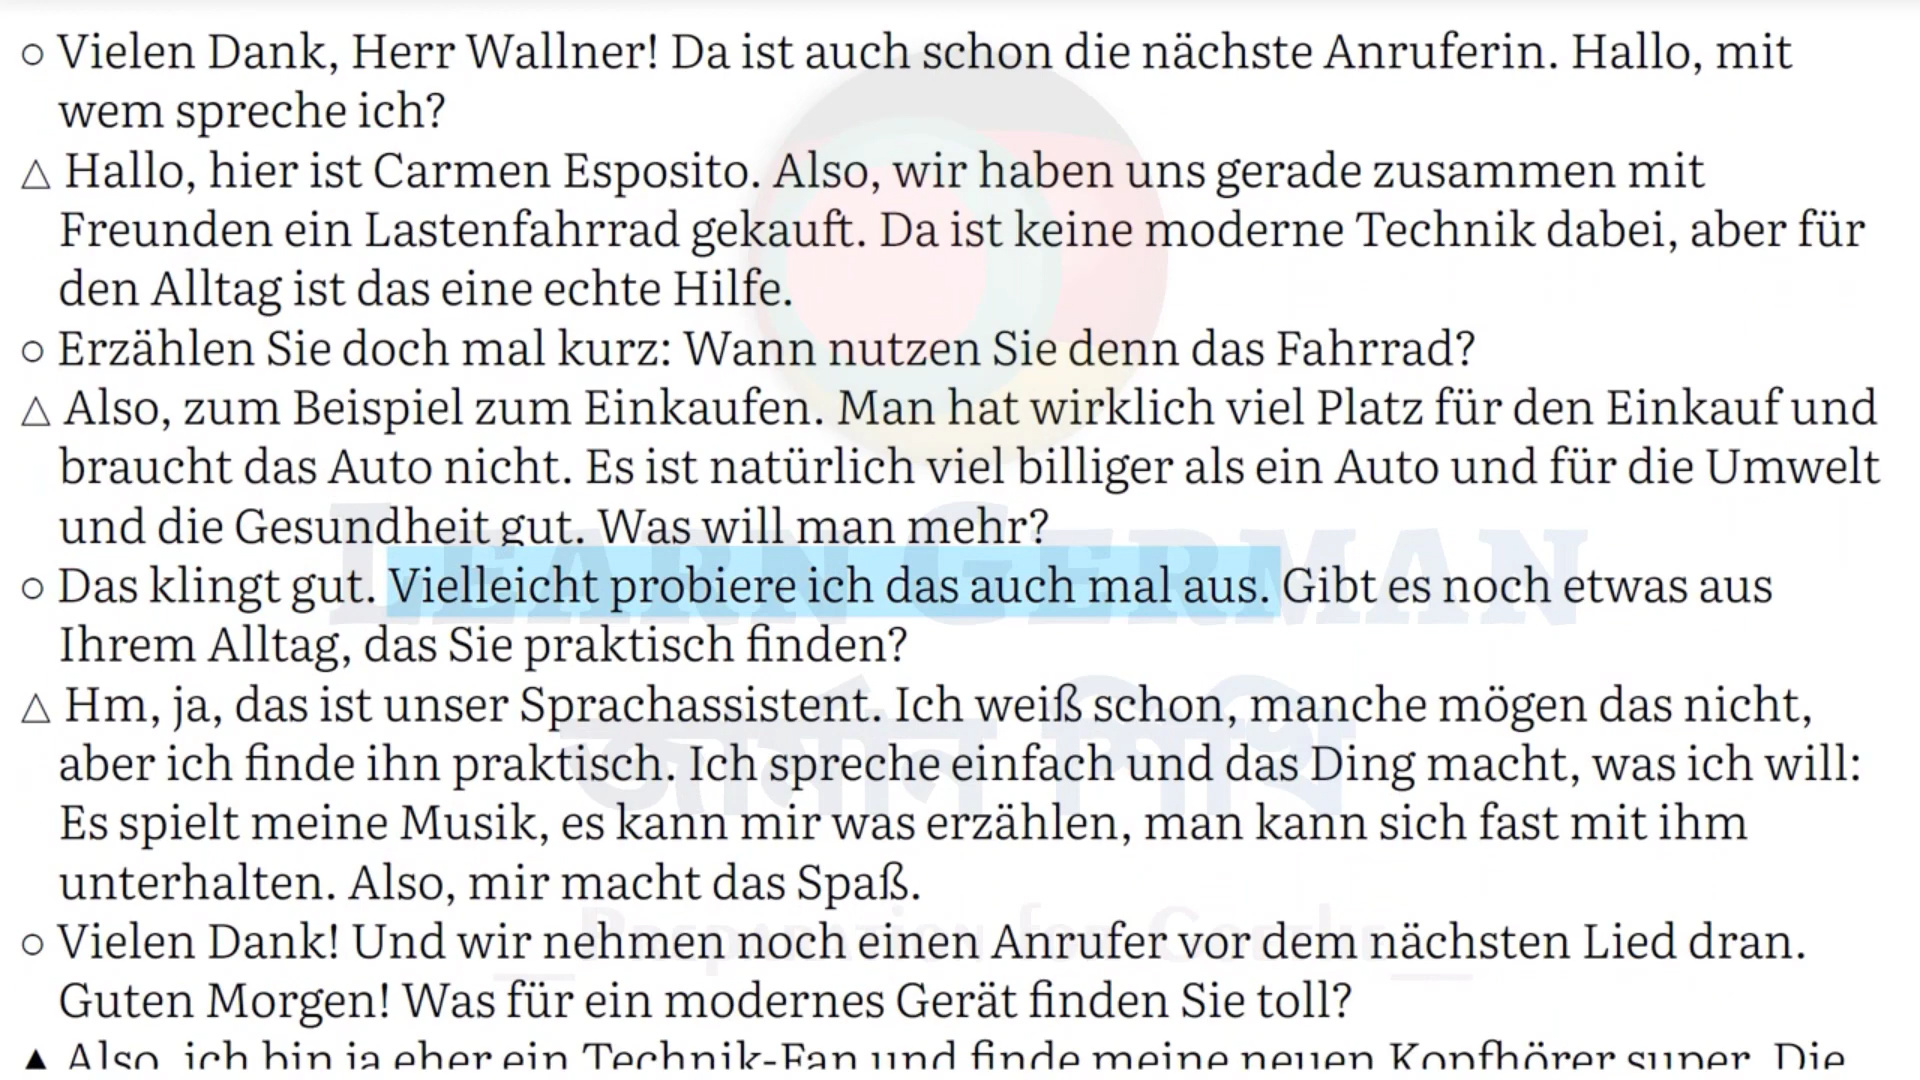 ○ Vielen Dank, Herr Wallner! Da ist auch schon die nächste Anruferin. Hallo, mit
wem spreche ich?
△ Hallo, hier ist Carmen Esposito. Also, wir haben uns gerade zusammen mit
Freunden ein Lastenfahrrad gekauft. Da ist keine moderne Technik dabei, aber für
den Alltag ist das eine echte Hilfe.
○ Erzählen Sie doch mal kurz: Wann nutzen Sie denn das Fahrrad?
△ Also, zum Beispiel zum Einkaufen. Man hat wirklich viel Platz für den Einkauf und
braucht das Auto nicht. Es ist natürlich viel billiger als ein Auto und für die Umwelt
und die Gesundheit gut. Was will man mehr?
○ Das klingt gut. Vielleicht probiere ich das auch mal aus. Gibt es noch etwas aus
Ihrem Alltag, das Sie praktisch finden?
△ Hm, ja, das ist unser Sprachassistent. Ich weiß schon, manche mögen das nicht,
aber ich finde ihn praktisch. Ich spreche einfach und das Ding macht, was ich will:
Es spielt meine Musik, es kann mir was erzählen, man kann sich fast mit ihm
unterhalten. Also, mir macht das Spaß.
○ Vielen Dank! Und wir nehmen noch einen Anrufer vor dem nächsten Lied dran.
Guten Morgen! Was für ein modernes Gerät finden Sie toll?
▲ Also, ich bin ja eher ein Technik-Fan und finde meine neuen Kopfhörer super. Die
LEARN GERMAN
জার্মান শিখি
Preparation for Goethe